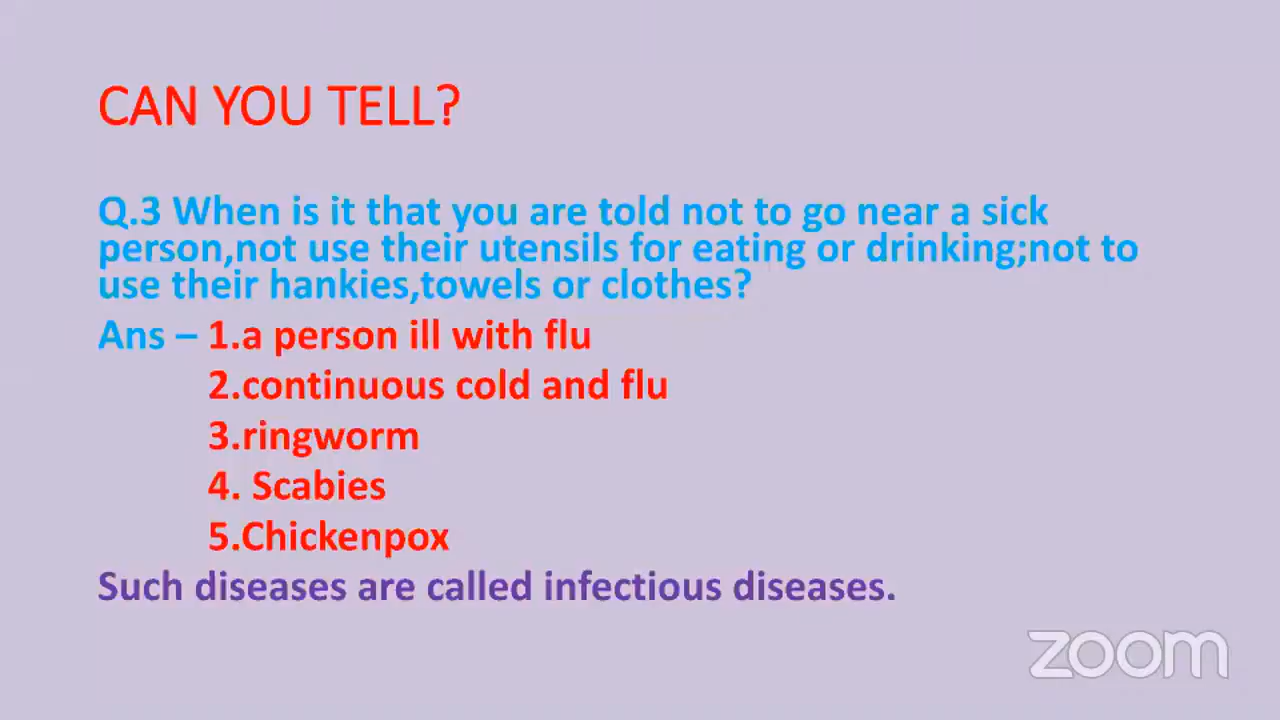 CAN YOU TELL?
Q.3 When is it that you are told not to go near a sick
person,not use their utensils for eating or drinking;not to
use their hankies,towels or clothes?
Ans – 1.a person ill with flu
2.continuous cold and flu
3.ringworm
4. Scabies
5.Chickenpox
Such diseases are called infectious diseases.
zoom